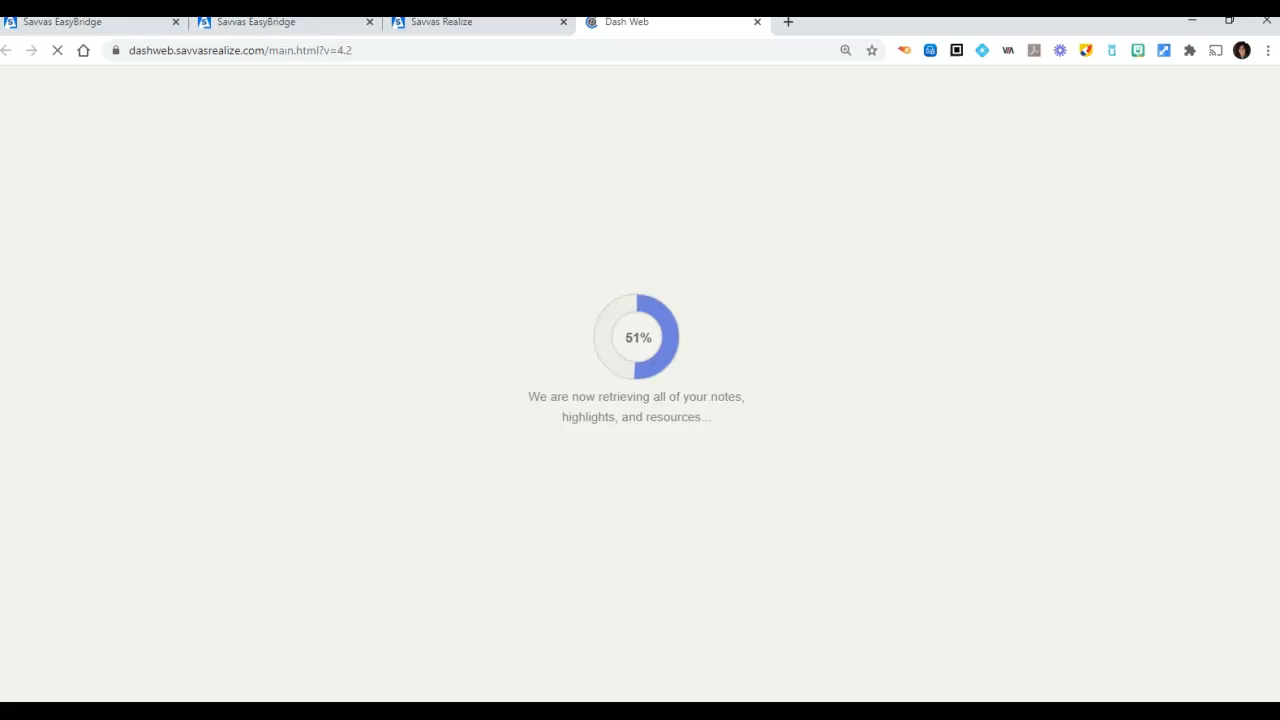 Savvas EasyBridge
Savvas EasyBridge
Savvas Realize
Dash Web
dashweb.savvasrealize.com/main.html?v=4.2
VIA
51%
We are now retrieving all of your notes,
highlights, and resources...